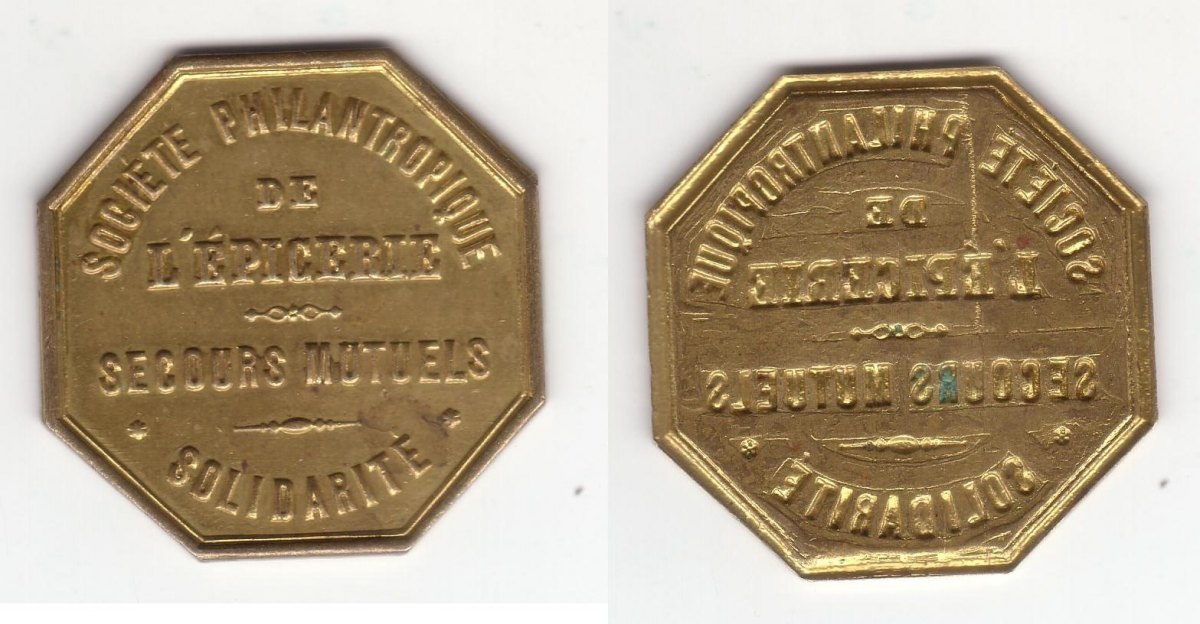 SOCIÉTÉ PHILANTROPIQUE
DE
L'ÉPICERIE
SECOURS MUTUELS
SOLIDARITÉ
SOCIÉTÉ PHILANTROPIQUE
DE
L'ÉPICERIE
SECOURS MUTUELS
SOLIDARITÉ